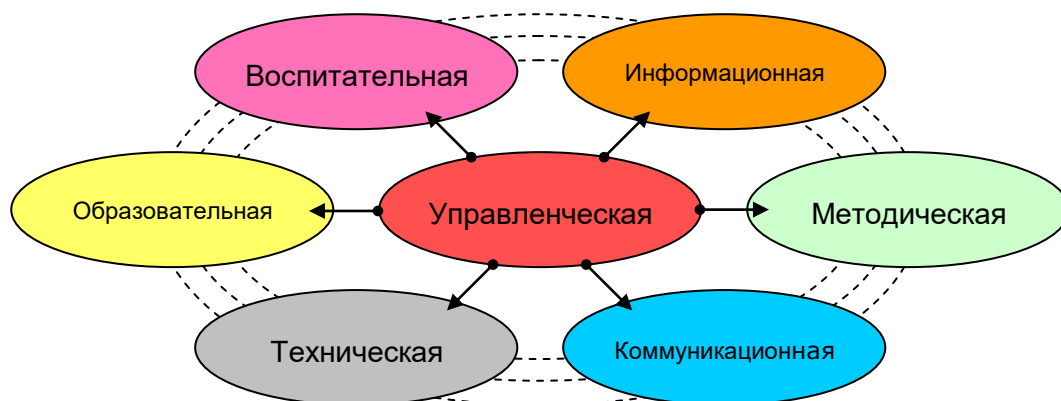 Воспитательная
Информационная
Образовательная
Управленческая
Методическая
Техническая
Коммуникационная